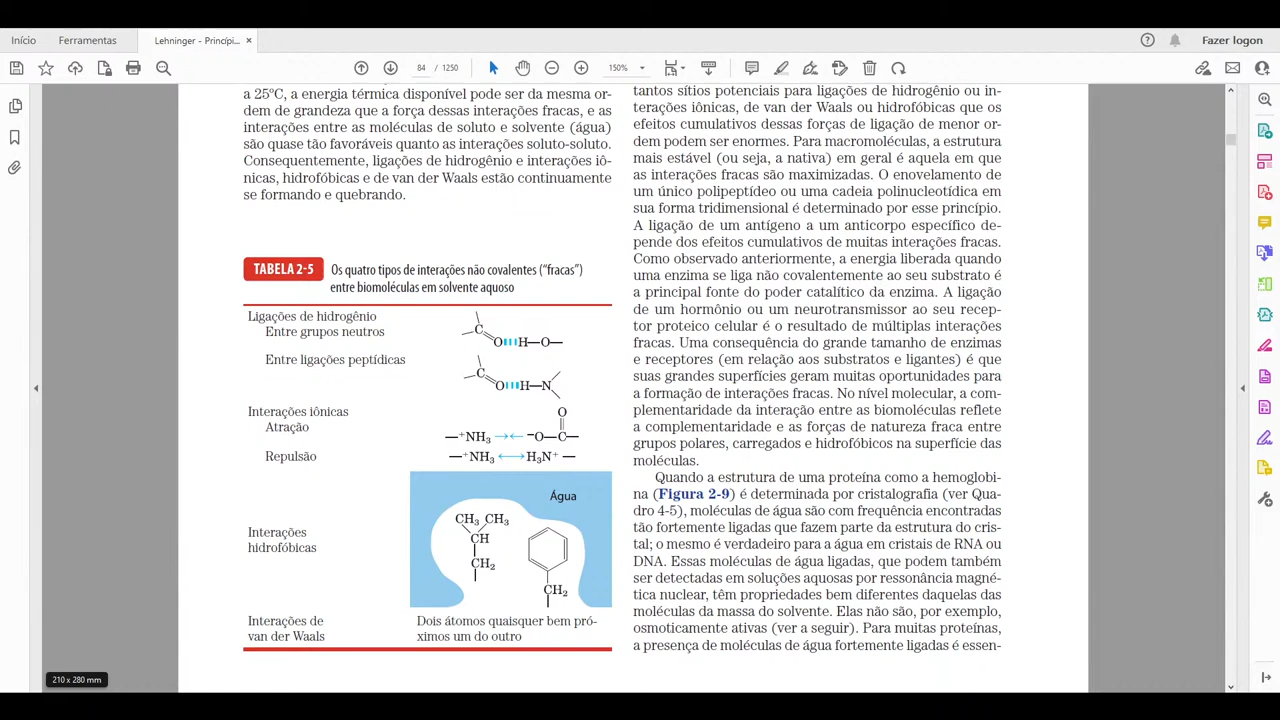 Início
Ferramentas
Lehninger - Princípi...
Fazer logon
84 / 1250
150%
a 25ºC, a energia térmica disponível pode ser da mesma or-
dem de grandeza que a força dessas interações fracas, e as
interações entre as moléculas de soluto e solvente (água)
são quase tão favoráveis quanto as interações soluto-soluto.
Consequentemente, ligações de hidrogênio e interações iô-
nicas, hidrofóbicas e de van der Waals estão continuamente
se formando e quebrando.
TABELA 2-5 Os quatro tipos de interações não covalentes ("fracas")
entre biomoléculas em solvente aquoso
Ligações de hidrogênio
Entre grupos neutros
C O H O
Entre ligações peptídicas
C O H N
Interações iônicas
O
Atração
—⁺NH₃ →← ⁻O—C—
Repulsão
—⁺NH₃ ←→ H₃N⁺—
Água
CH₃ CH₃
CH
CH₂
CH₂
Interações
hidrofóbicas
Interações de
van der Waals
Dois átomos quaisquer bem pró-
ximos um do outro
tantos sítios potenciais para ligações de hidrogênio ou in-
terações iônicas, de van der Waals ou hidrofóbicas que os
efeitos cumulativos dessas forças de ligação de menor or-
dem podem ser enormes. Para macromoléculas, a estrutura
mais estável (ou seja, a nativa) em geral é aquela em que
as interações fracas são maximizadas. O enovelamento de
um único polipeptídeo ou uma cadeia polinucleotídica em
sua forma tridimensional é determinado por esse princípio.
A ligação de um antígeno a um anticorpo específico de-
pende dos efeitos cumulativos de muitas interações fracas.
Como observado anteriormente, a energia liberada quando
uma enzima se liga não covalentemente ao seu substrato é
a principal fonte do poder catalítico da enzima. A ligação
de um hormônio ou um neurotransmissor ao seu recep-
tor proteico celular é o resultado de múltiplas interações
fracas. Uma consequência do grande tamanho de enzimas
e receptores (em relação aos substratos e ligantes) é que
suas grandes superfícies geram muitas oportunidades para
a formação de interações fracas. No nível molecular, a com-
plementaridade da interação entre as biomoléculas reflete
a complementaridade e as forças de natureza fraca entre
grupos polares, carregados e hidrofóbicos na superfície das
moléculas.
Quando a estrutura de uma proteína como a hemoglobi-
na (Figura 2-9) é determinada por cristalografia (ver Qua-
dro 4-5), moléculas de água são com frequência encontradas
tão fortemente ligadas que fazem parte da estrutura do cris-
tal; o mesmo é verdadeiro para a água em cristais de RNA ou
DNA. Essas moléculas de água ligadas, que podem também
ser detectadas em soluções aquosas por ressonância magné-
tica nuclear, têm propriedades bem diferentes daquelas das
moléculas da massa do solvente. Elas não são, por exemplo,
osmoticamente ativas (ver a seguir). Para muitas proteínas,
a presença de moléculas de água fortemente ligadas é essen-
210 x 280 mm